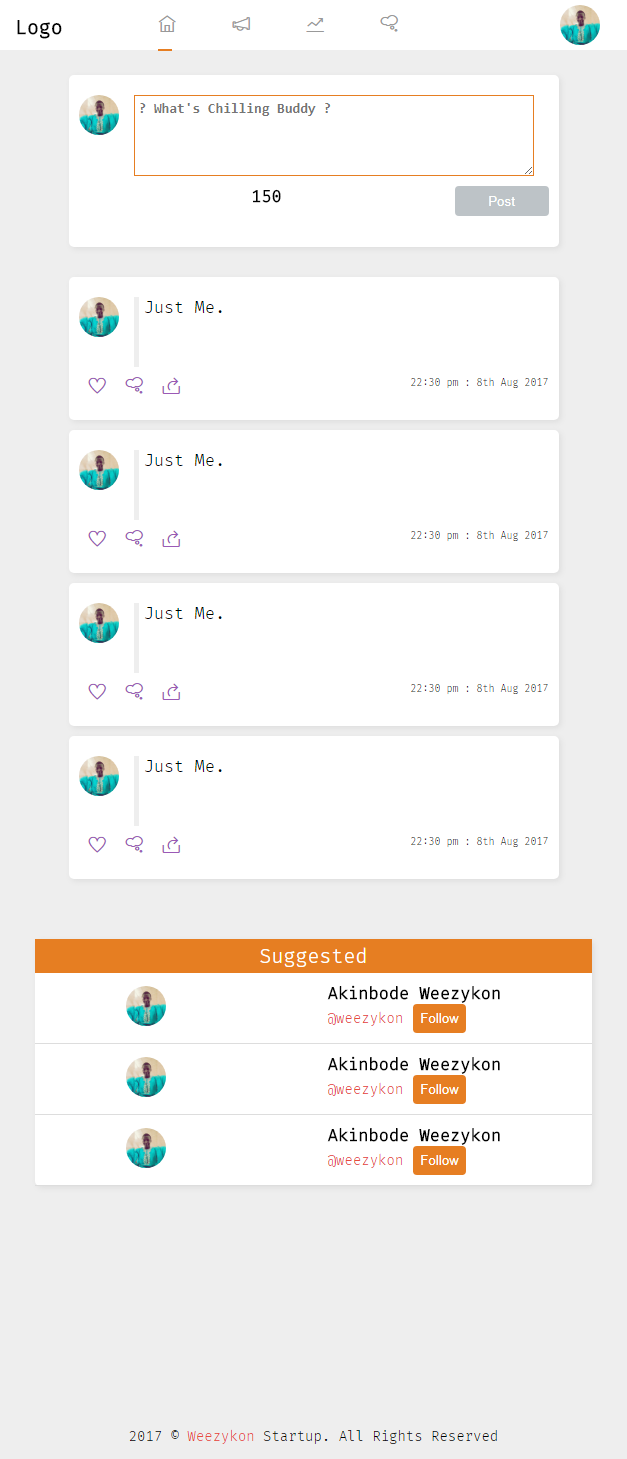 Logo
? What's Chilling Buddy ?
150
Post
Just Me.
22:30 pm : 8th Aug 2017
Just Me.
22:30 pm : 8th Aug 2017
Just Me.
22:30 pm : 8th Aug 2017
Just Me.
22:30 pm : 8th Aug 2017
Suggested
Akinbode Weezykon
@weezykon Follow
Akinbode Weezykon
@weezykon Follow
Akinbode Weezykon
@weezykon Follow
2017 © Weezykon Startup. All Rights Reserved